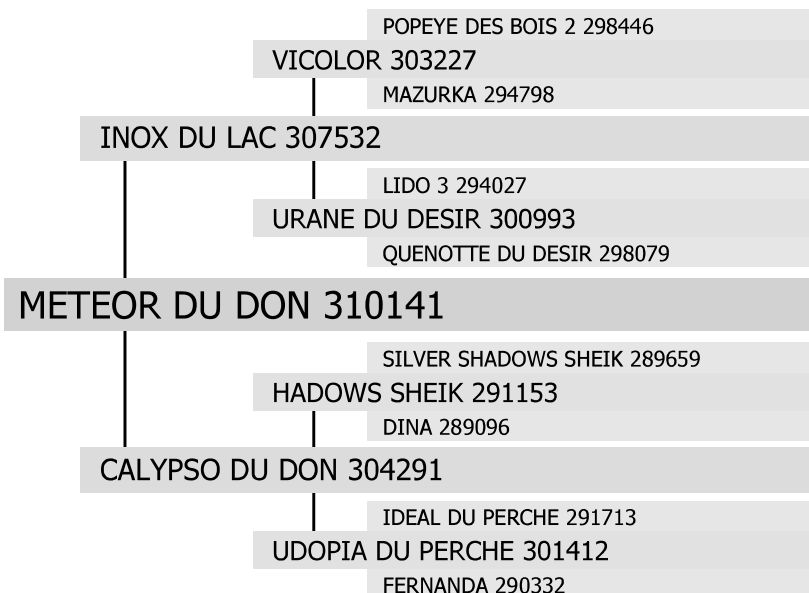 POPEYE DES BOIS 2 298446
VICOLOR 303227
MAZURKA 294798
INOX DU LAC 307532
LIDO 3 294027
URANE DU DESIR 300993
QUENOTTE DU DESIR 298079
METEOR DU DON 310141
SILVER SHADOWS SHEIK 289659
HADOWS SHEIK 291153
DINA 289096
CALYPSO DU DON 304291
IDEAL DU PERCHE 291713
UDOPIA DU PERCHE 301412
FERNANDA 290332